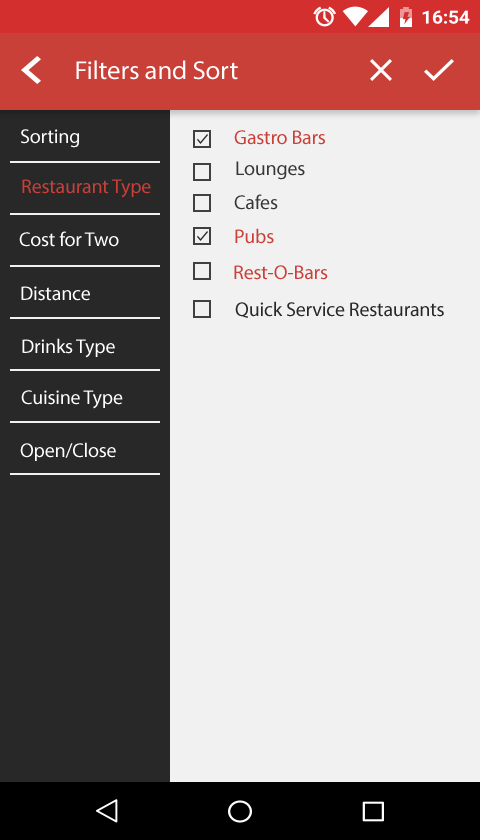 16:54
Filters and Sort
Sorting
Restaurant Type
Cost for Two
Distance
Drinks Type
Cuisine Type
Open/Close
Gastro Bars
Lounges
Cafes
Pubs
Rest-O-Bars
Quick Service Restaurants